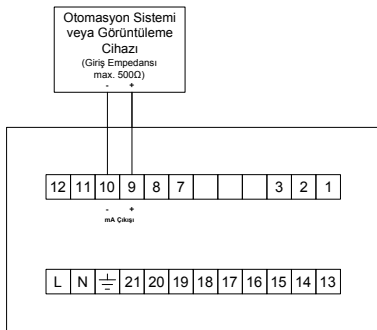 Otomasyon Sistemi
veya Görüntüleme
Cihazı
(Giriş Empedansı
max. 500Ω)
- +
12 11 10 9 8 7 3 2 1
- +
mA Çıkışı
L N 21 20 19 18 17 16 15 14 13